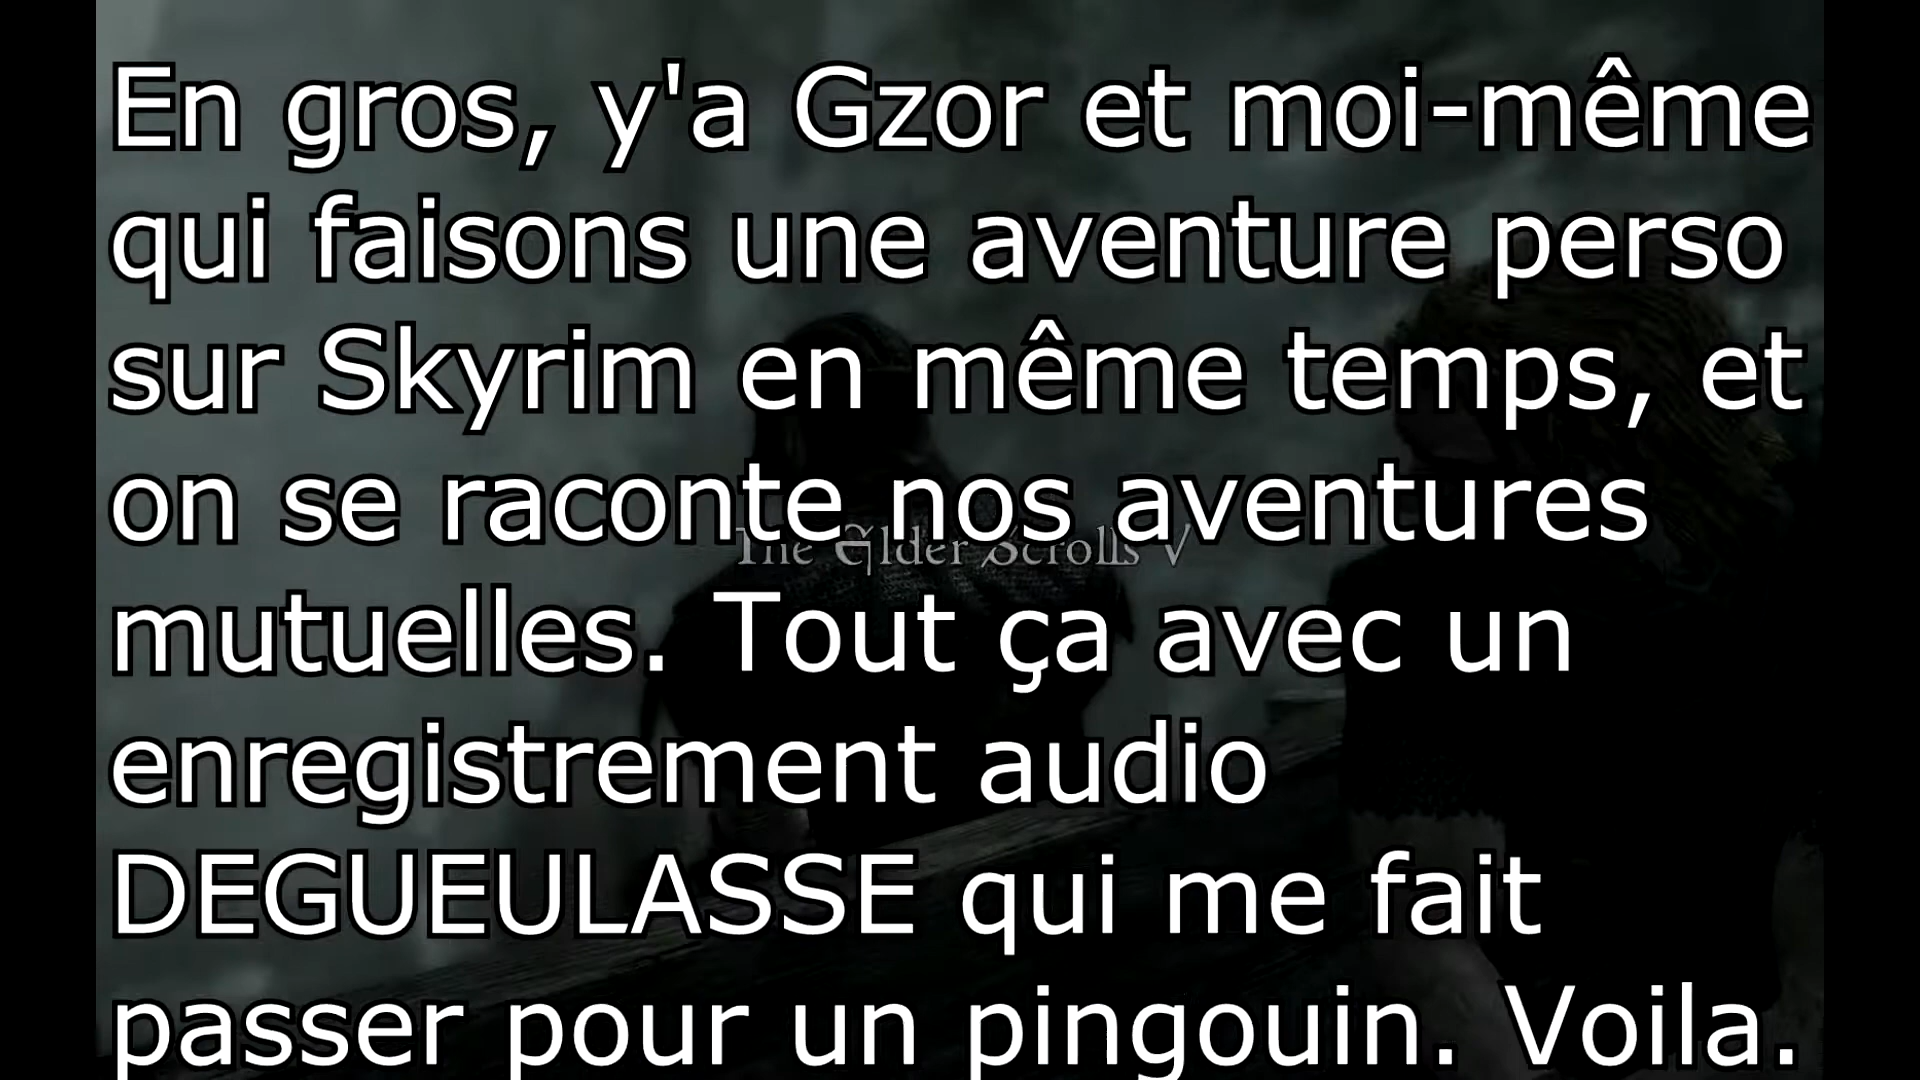 En gros, y'a Gzor et moi-même
qui faisons une aventure perso
sur Skyrim en même temps, et
on se raconte nos aventures
The Elder Scrolls V
mutuelles. Tout ça avec un
enregistrement audio
DEGUEULASSE qui me fait
passer pour un pingouin. Voila.